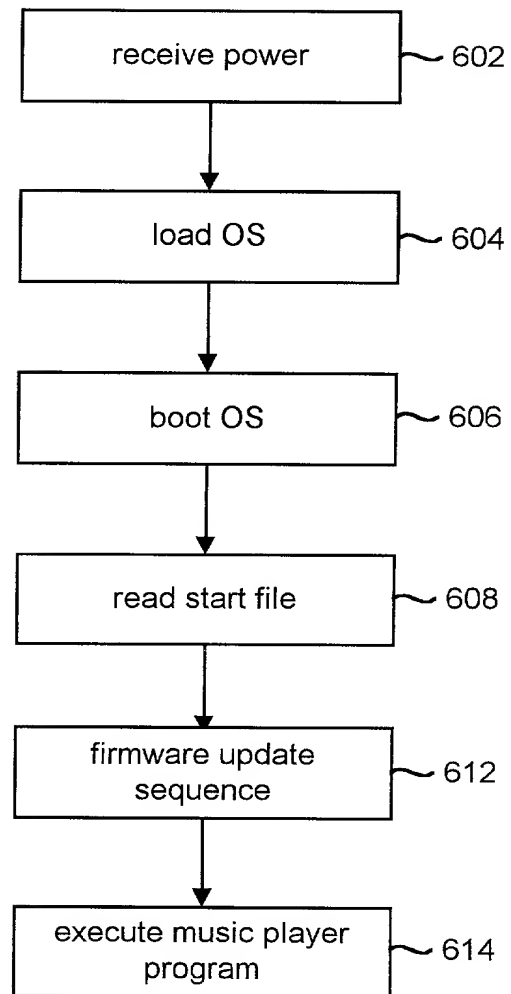 receive power 602
load OS 604
boot OS 606
read start file 608
firmware update
sequence 612
execute music player
program 614